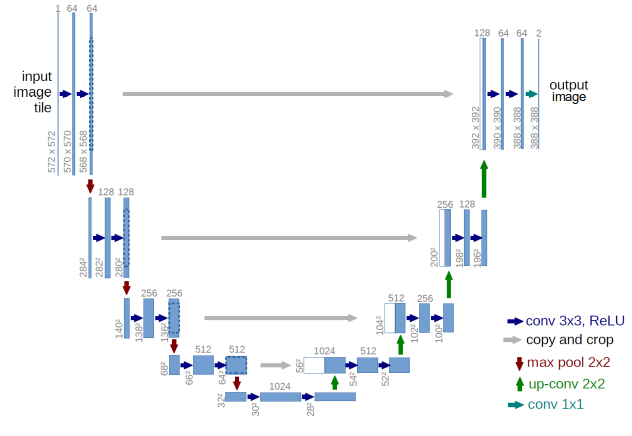 1 64 64
128 64 64 2
input
image
tile
output
image
572 x 572
570 x 570
568 x 568
392 x 392
390 x 390
388 x 388
388 x 388
128 128
256 128
284²
282²
280²
200²
198²
196²
256 256
512 256
140²
138²
136²
104²
102²
100²
512 512
1024 512
68²
66²
64²
56²
54²
52²
1024
32²
30²
28²
conv 3x3, ReLU
copy and crop
max pool 2x2
up-conv 2x2
conv 1x1